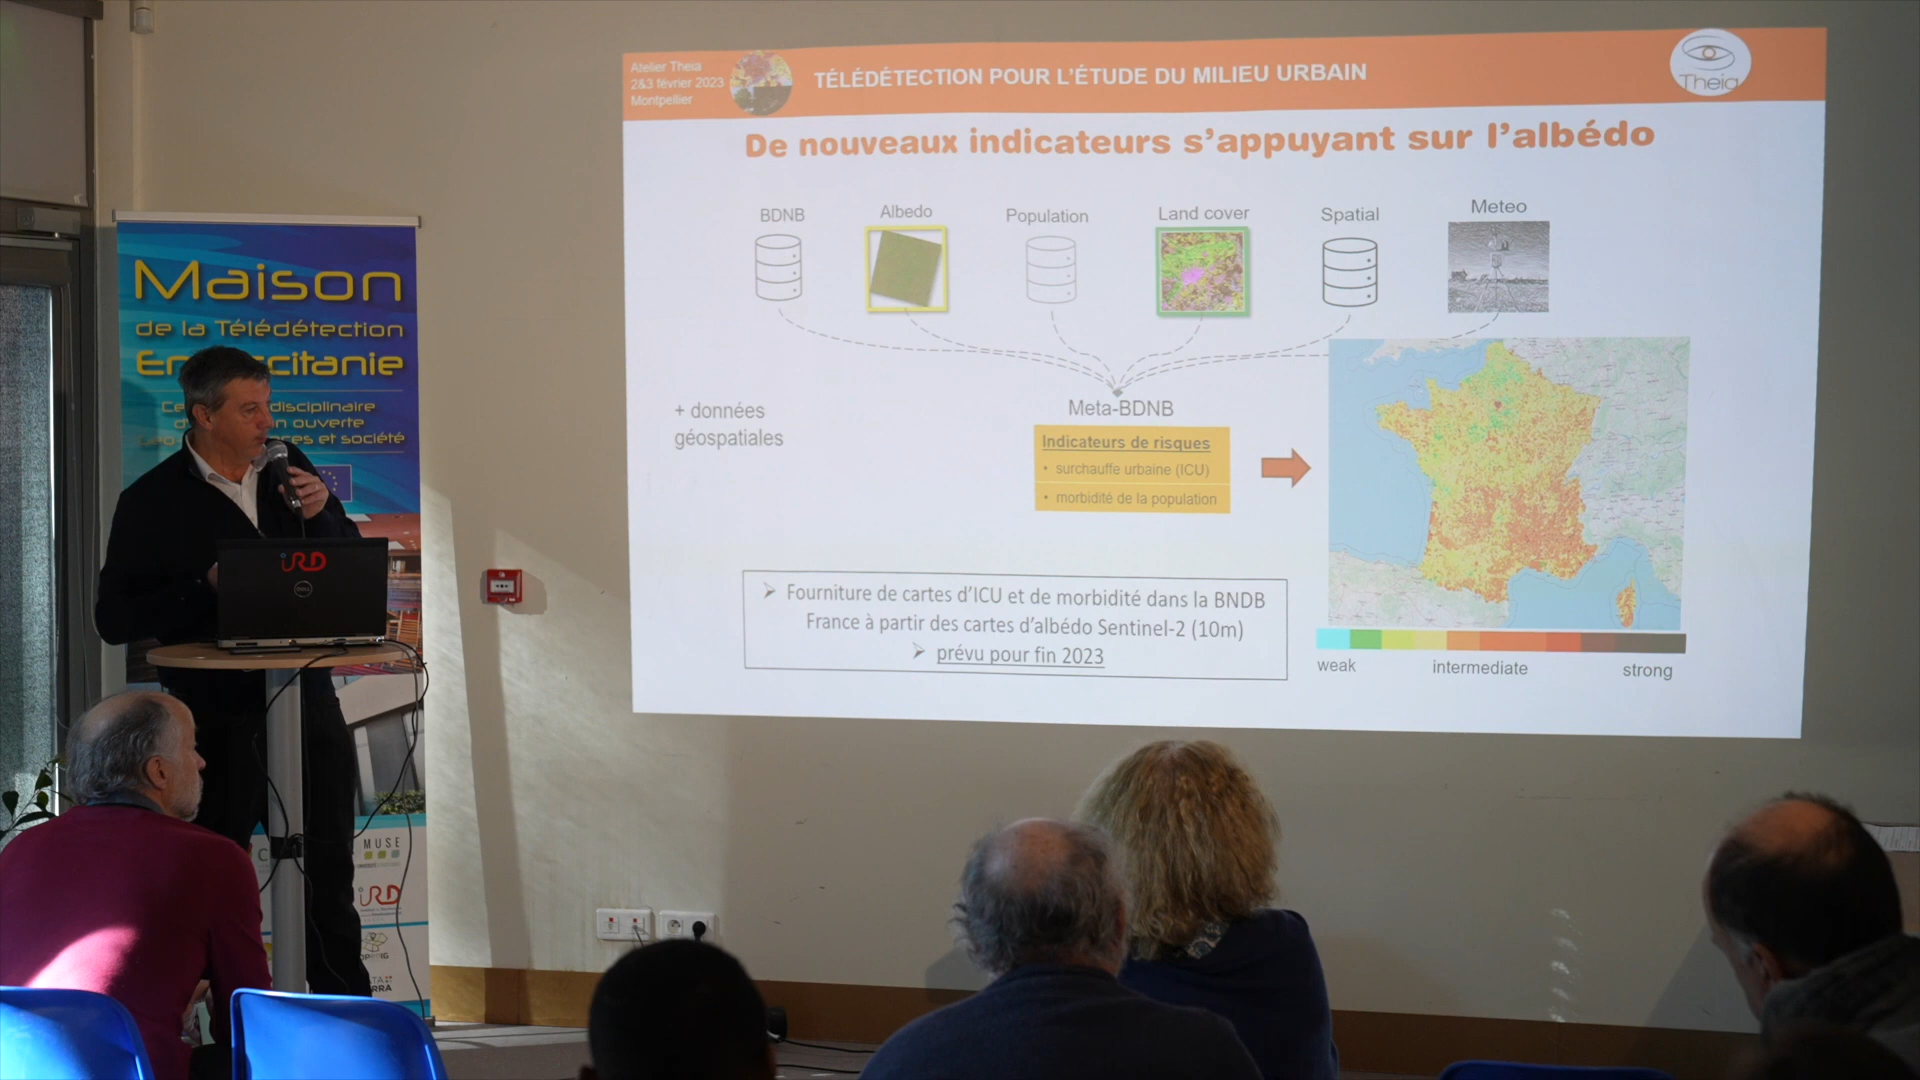 Atelier Theia
2&3 février 2023
Montpellier
TÉLÉDÉTECTION POUR L'ÉTUDE DU MILIEU URBAIN
Theia
De nouveaux indicateurs s'appuyant sur l'albédo
BDNB
Albedo
Population
Land cover
Spatial
Meteo
+ données
géospatiales
Meta-BDNB
Indicateurs de risques
• surchauffe urbaine (ICU)
• morbidité de la population
➢ Fourniture de cartes d'ICU et de morbidité dans la BNDB
France à partir des cartes d'albédo Sentinel-2 (10m)
➢ prévu pour fin 2023
weak
intermediate
strong
Maison
de la Télédétection
En ccitanie
disciplinaire
ouverte
et société
iRD
DELL
MUSE
iRD